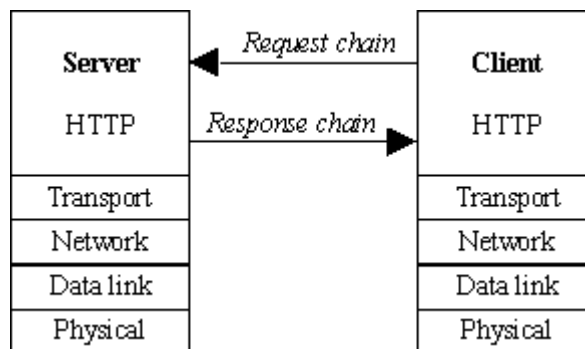 Request chain
Server
Client
HTTP
Response chain
HTTP
Transport
Transport
Network
Network
Data link
Data link
Physical
Physical